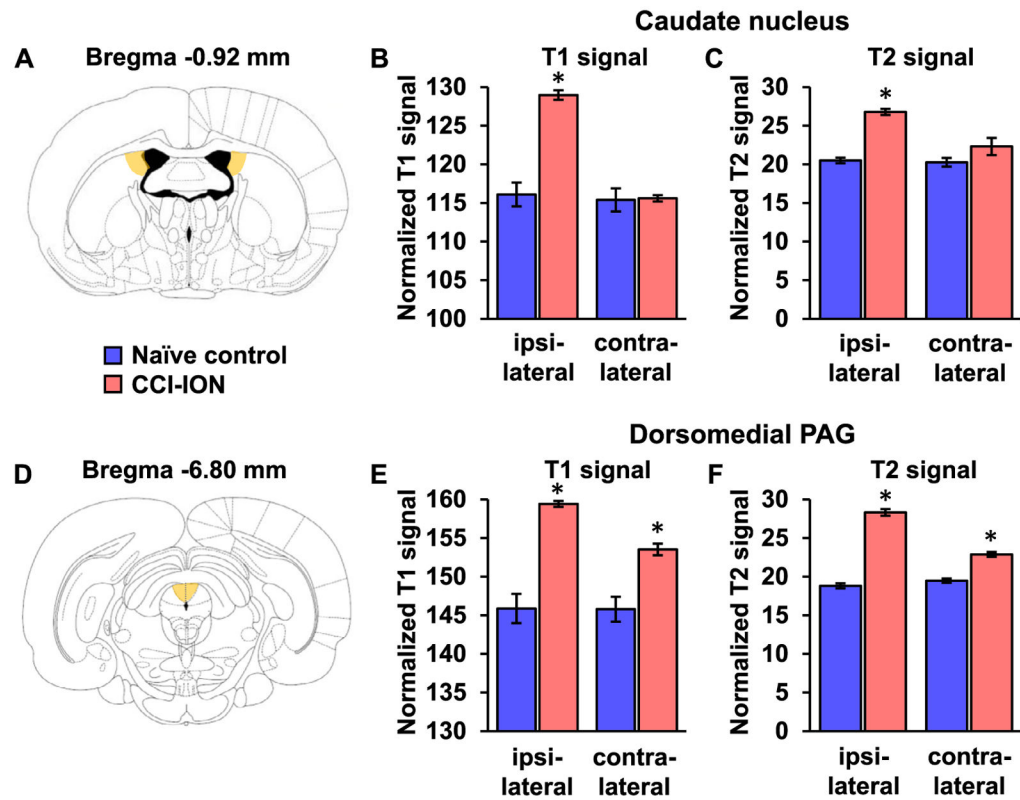 Caudate nucleus
A
Bregma -0.92 mm
B
T1 signal
C
T2 signal
Normalized T1 signal
130
125
120
115
110
105
100
*
ipsi-
lateral
contra-
lateral
Normalized T2 signal
30
25
20
15
10
5
0
*
ipsi-
lateral
contra-
lateral
Naïve control
CCI-ION
Dorsomedial PAG
D
Bregma -6.80 mm
E
T1 signal
F
T2 signal
Normalized T1 signal
160
155
150
145
140
135
130
*
*
ipsi-
lateral
contra-
lateral
Normalized T2 signal
30
25
20
15
10
5
0
*
*
ipsi-
lateral
contra-
lateral